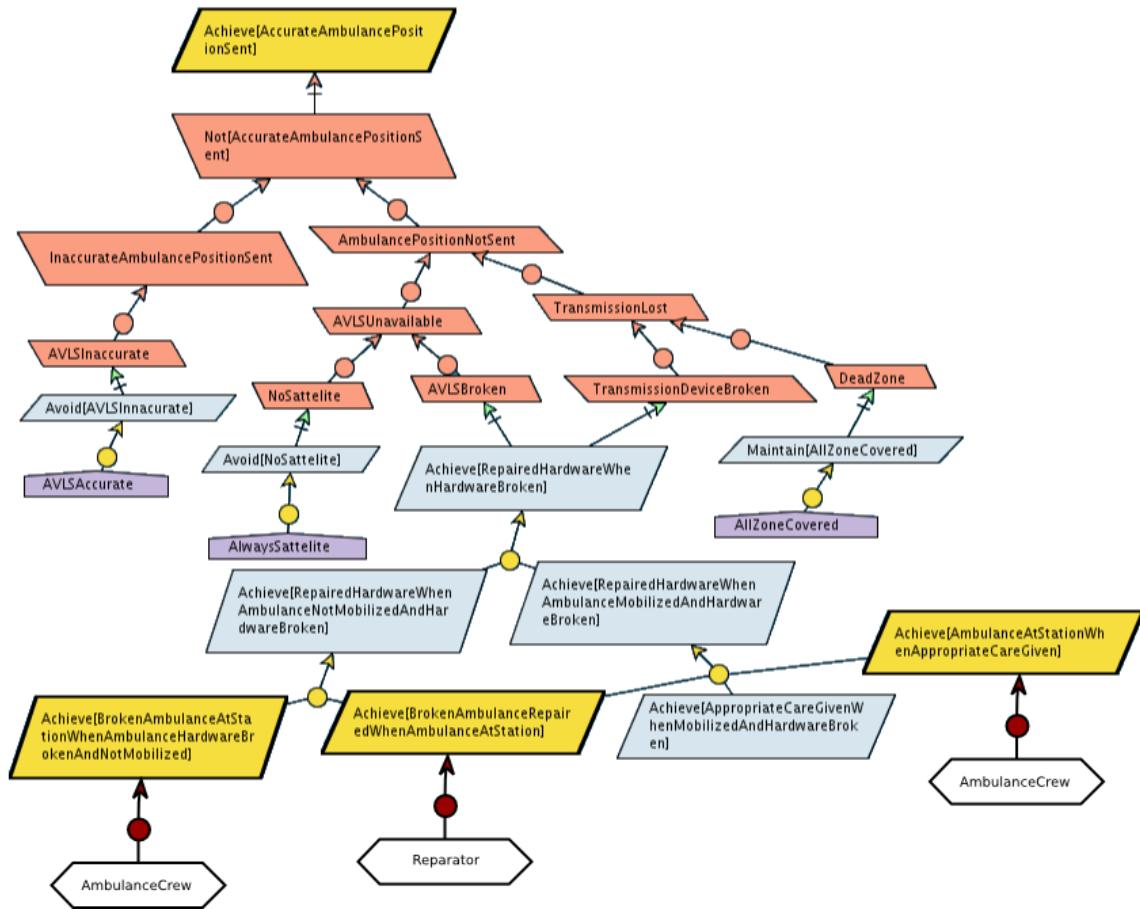 Achieve[AccurateAmbulancePosit
ionSent]
Not[AccurateAmbulancePositionS
ent]
AmbulancePositionNotSent
InaccurateAmbulancePositionSent
TransmissionLost
AVLSUnavailable
AVLSInaccurate
DeadZone
NoSattelite
AVLSBroken
TransmissionDeviceBroken
Avoid[AVLSInnacurate]
Avoid[NoSattelite]
Achieve[RepairedHardwareWhe
nHardwareBroken]
Maintain[AllZoneCovered]
AVLSAccurate
AllZoneCovered
AlwaysSattelite
Achieve[RepairedHardwareWhen
AmbulanceNotMobilizedAndHar
dwareBroken]
Achieve[RepairedHardwareWhen
AmbulanceMobilizedAndHardwar
eBroken]
Achieve[AmbulanceAtStationWh
enAppropriateCareGiven]
Achieve[BrokenAmbulanceAtSta
tionWhenAmbulanceHardwareBr
okenAndNotMobilized]
Achieve[BrokenAmbulanceRepai
redWhenAmbulanceAtStation]
Achieve[AppropriateCareGivenW
henMobilizedAndHardwareBrok
en]
AmbulanceCrew
Reparator
AmbulanceCrew